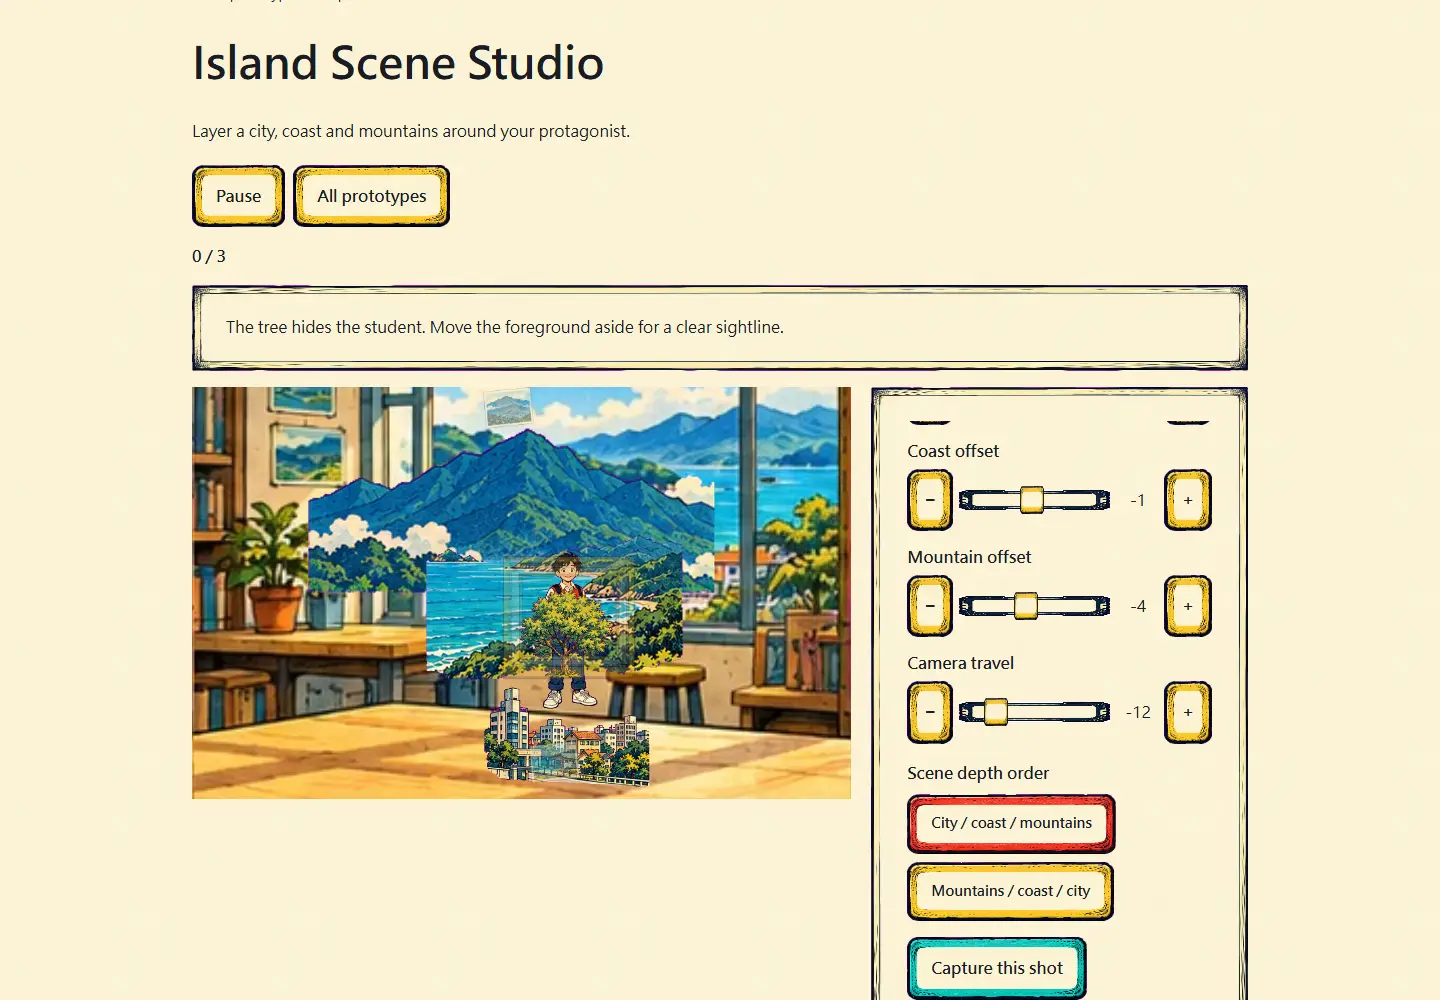 Island Scene Studio
Layer a city, coast and mountains around your protagonist.
Pause
All prototypes
0 / 3
The tree hides the student. Move the foreground aside for a clear sightline.
Coast offset
−
-1
+
Mountain offset
−
-4
+
Camera travel
−
-12
+
Scene depth order
City / coast / mountains
Mountains / coast / city
Capture this shot